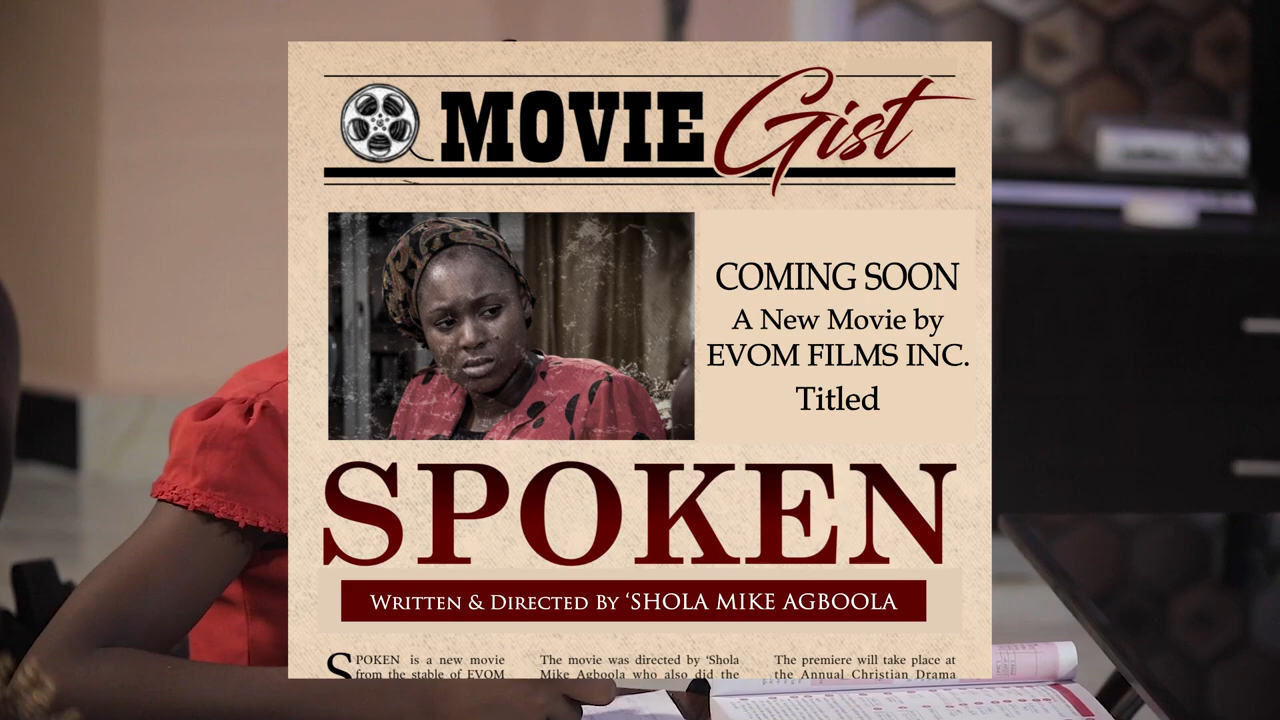 MOVIE Gist
COMING SOON
A New Movie by
EVOM FILMS INC.
Titled
SPOKEN
WRITTEN & DIRECTED BY ‘SHOLA MIKE AGBOOLA
SPOKEN is a new movie
from the stable of EVOM
The movie was directed by ‘Shola
Mike Agboola who also did the
The premiere will take place at
the Annual Christian Drama